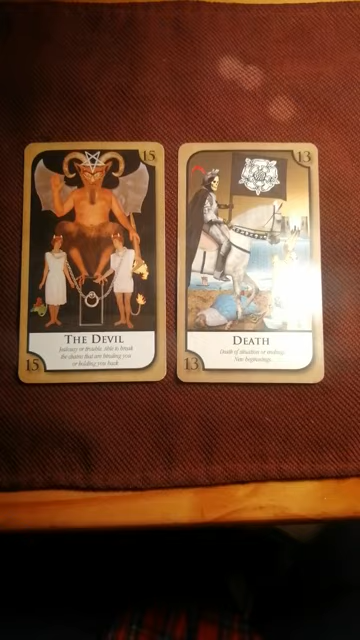 15
THE DEVIL
Jealousy or trouble. Able to break
the chains that are binding you
or holding you back
15
13
DEATH
Death of situation or endings
New beginnings.
13